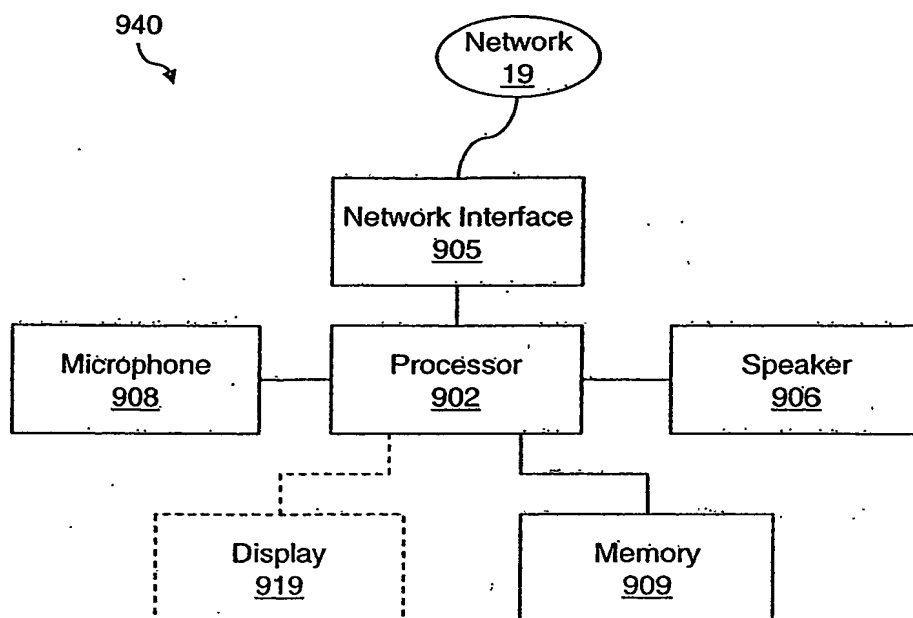 940
Network
19
Network Interface
905
Microphone
908
Processor
902
Speaker
906
Display
919
Memory
909